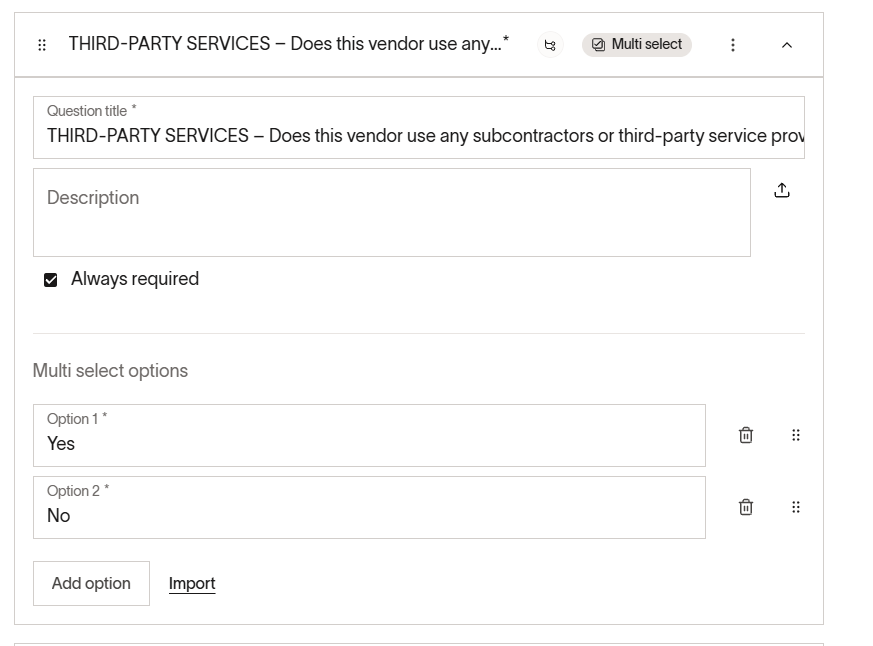 THIRD-PARTY SERVICES – Does this vendor use any...*
Multi select
Question title *
THIRD-PARTY SERVICES – Does this vendor use any subcontractors or third-party service prov
Description
Always required
Multi select options
Option 1 *
Yes
Option 2 *
No
Add option
Import